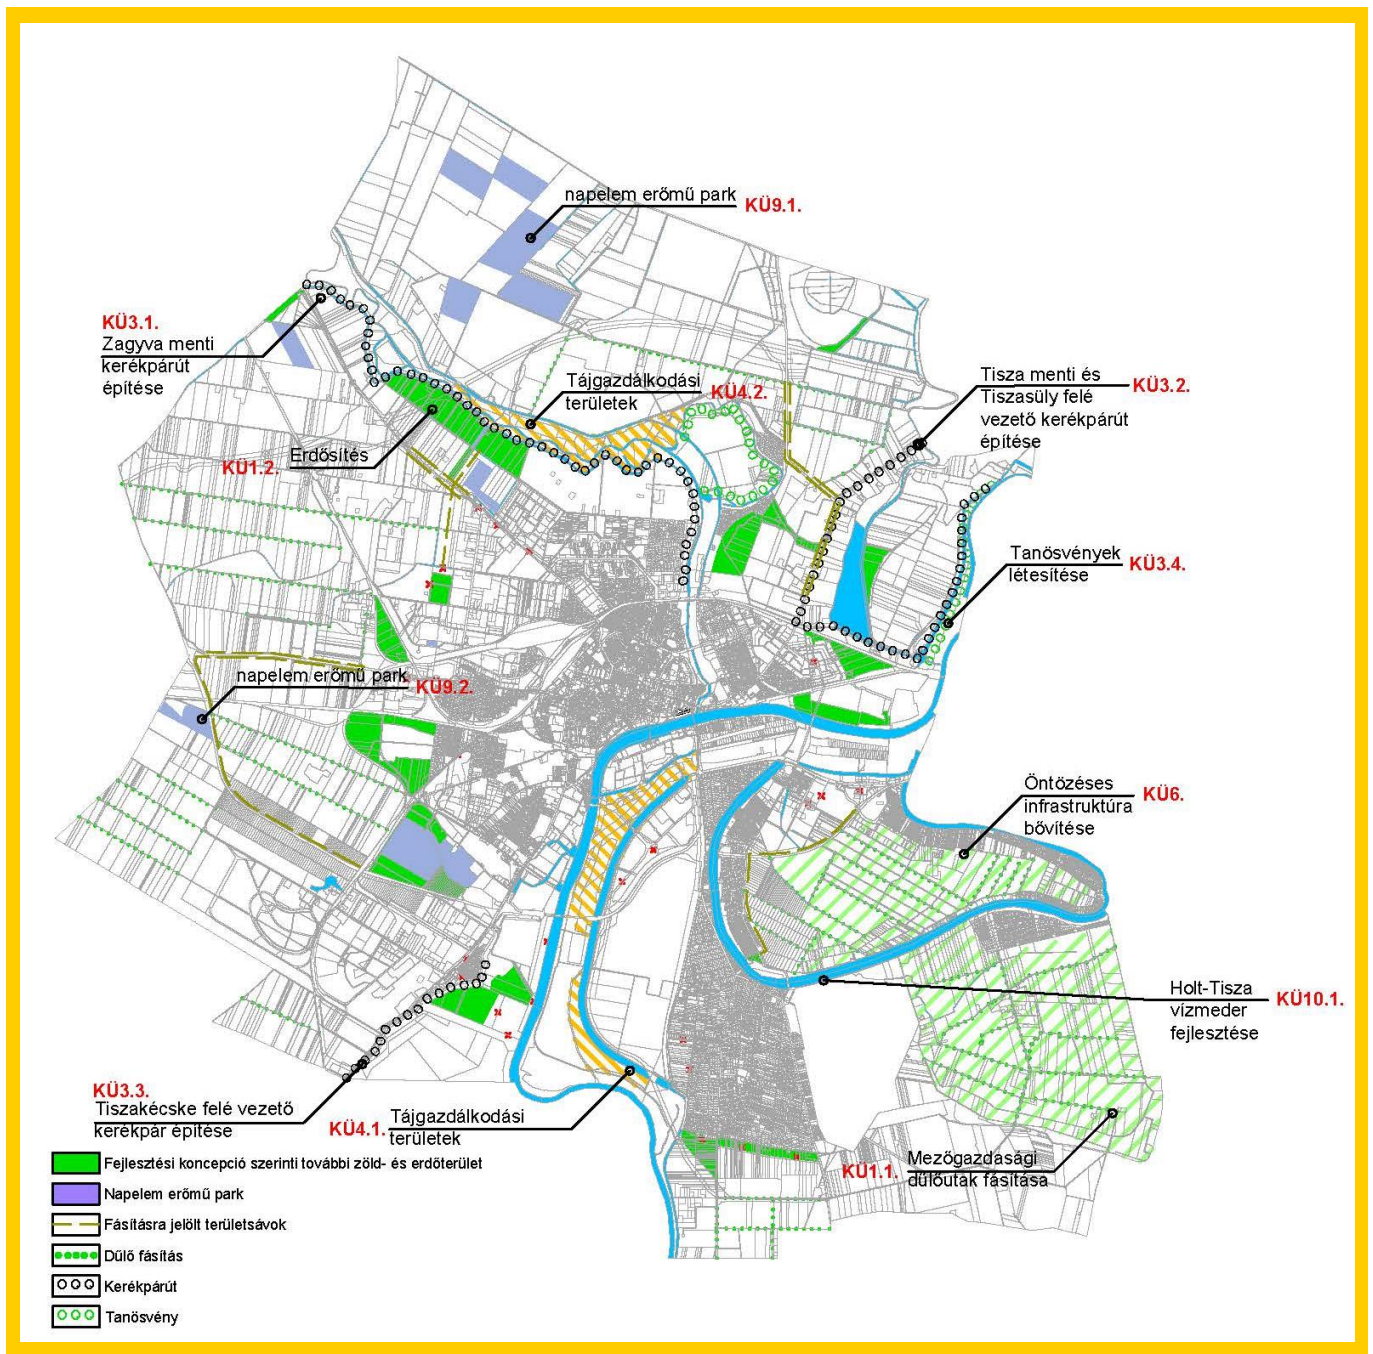 napelem erőmű park KÜ9.1.
KÜ3.1.
Zagyva menti
kerékpárút
építése
Tájgazdálkodási
területek
KÜ4.2.
Tisza menti és
Tiszasüly felé
vezető kerékpárút
építése
KÜ3.2.
Erdősítés
KÜ1.2.
Tanösvények
létesítése
KÜ3.4.
napelem erőmű park KÜ9.2.
Öntözéses
infrastruktúra
bővítése
KÜ6.
Holt-Tisza
vízmeder
fejlesztése
KÜ10.1.
KÜ3.3.
Tiszakécske felé vezető
kerékpár építése
KÜ4.1.
Tájgazdálkodási
területek
KÜ1.1.
Mezőgazdasági
dűlőutak fásítása
Fejlesztési koncepció szerinti további zöld- és erdőterület
Napelem erőmű park
Fásításra jelölt területsávok
Dűlő fásítás
Kerékpárút
Tanösvény